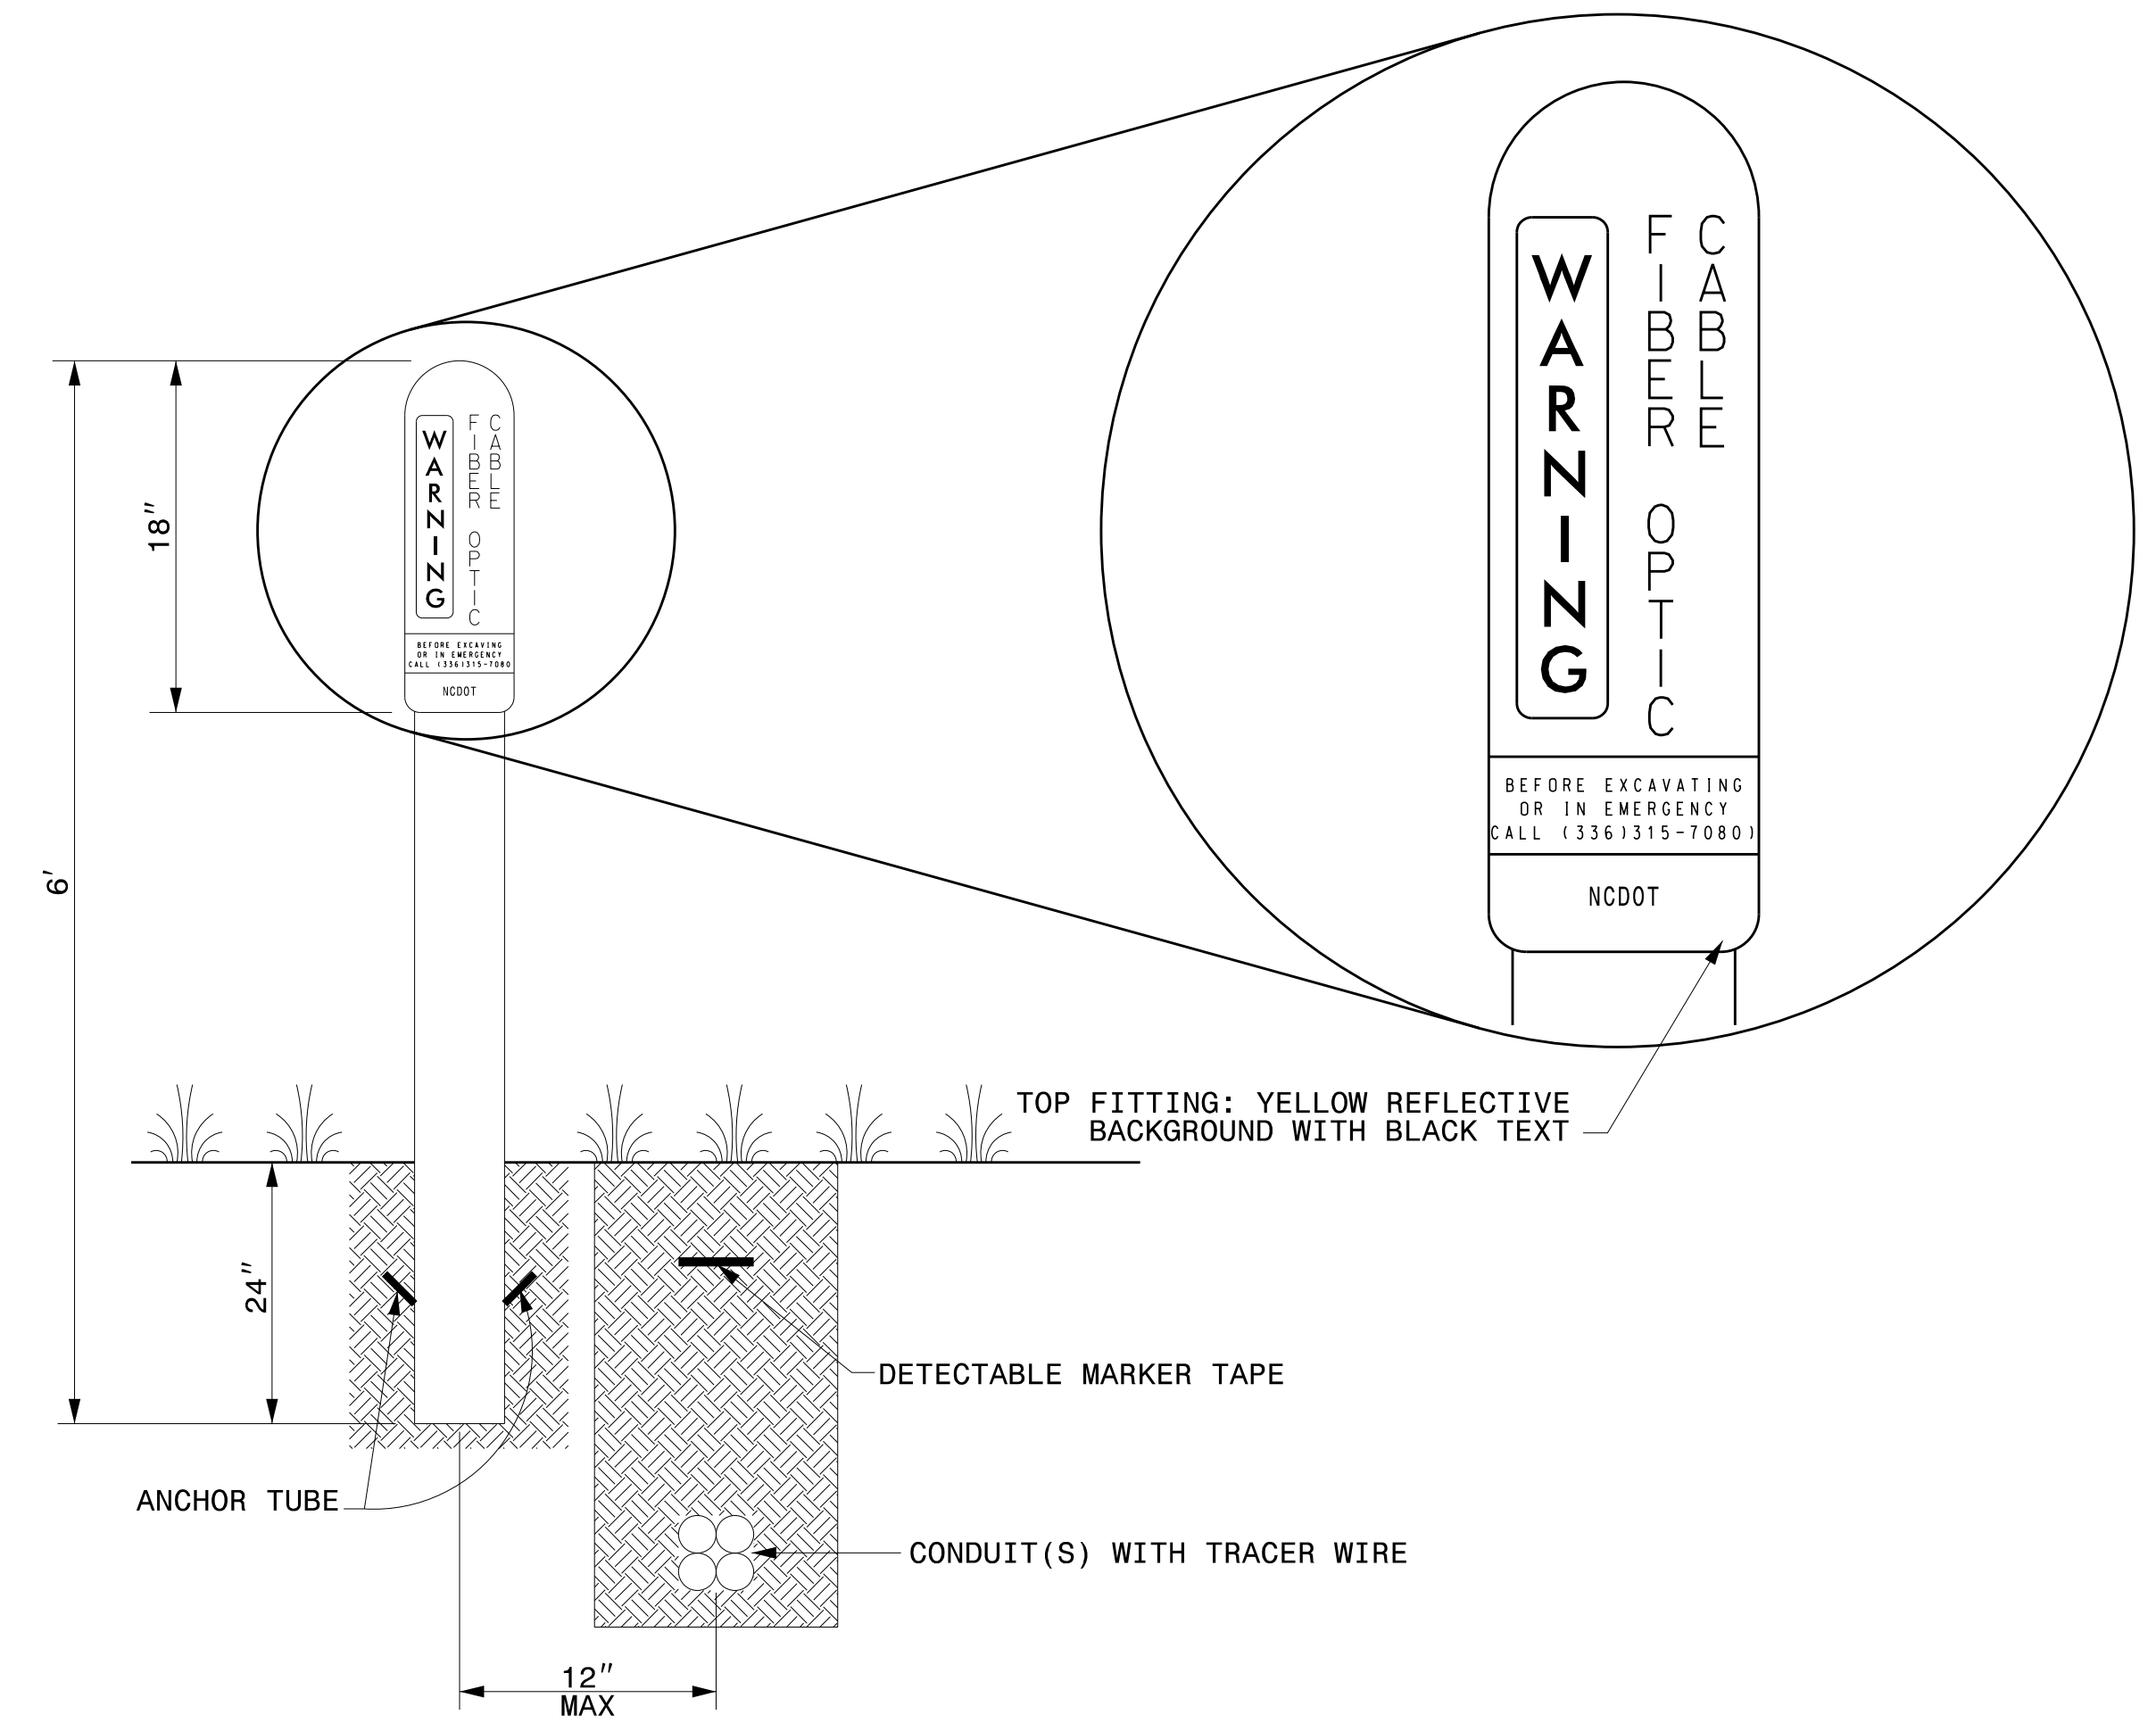 WARNING
FIBER OPTIC
CABLE
BEFORE EXCAVATING
OR IN EMERGENCY
CALL (336)315-7080)
NCDOT
18"
WARNING
FIBER OPTIC
CABLE
BEFORE EXCAVING
OR IN EMERGENCY
CALL (336)315-7080
NCDOT
6'
TOP FITTING: YELLOW REFLECTIVE
BACKGROUND WITH BLACK TEXT
24"
DETECTABLE MARKER TAPE
ANCHOR TUBE
CONDUIT(S) WITH TRACER WIRE
12"
MAX